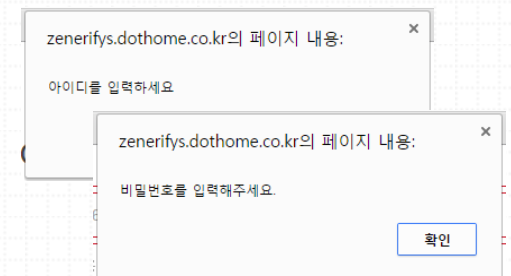 zenerifys.dothome.co.kr의 페이지 내용:
아이디를 입력하세요
zenerifys.dothome.co.kr의 페이지 내용:
비밀번호를 입력해주세요.
확인